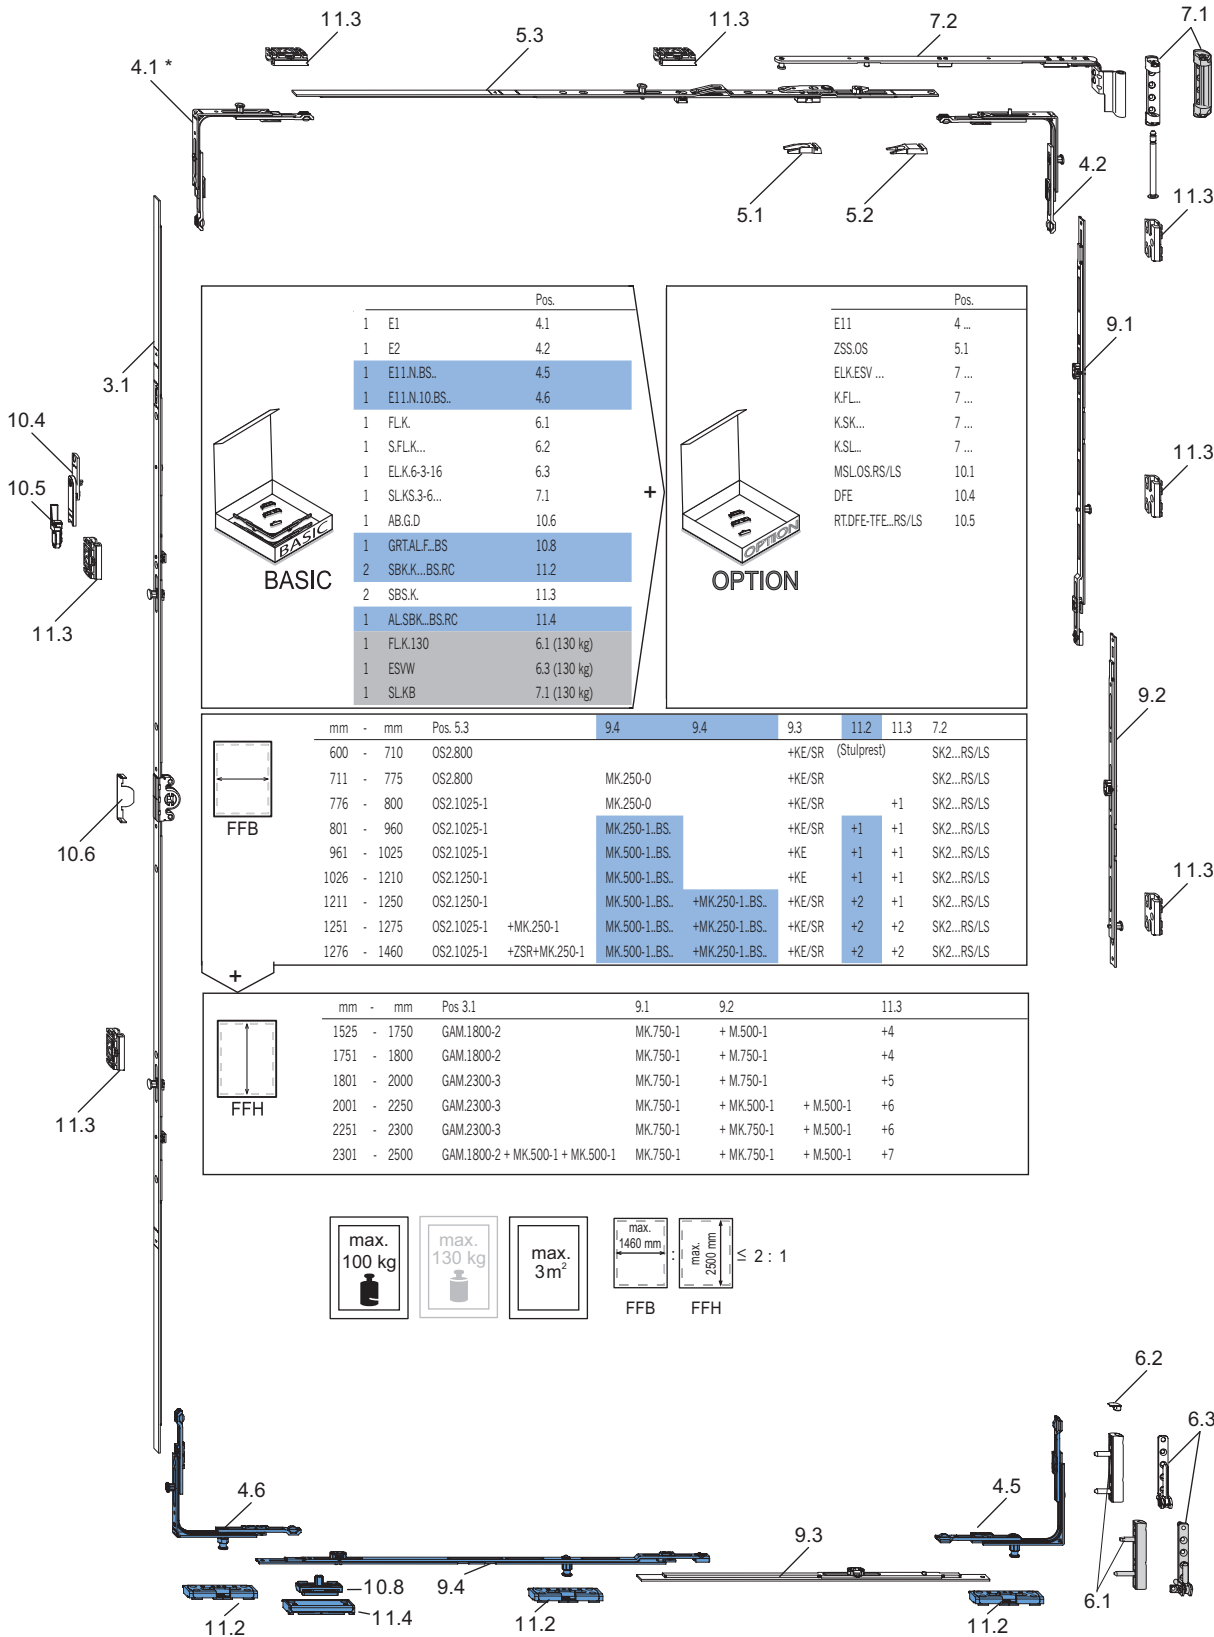 11.3
11.3
7.2
7.1
5.3
4.1 *
5.1
5.2
4.2
11.3
3.1
9.1
10.4
10.5
11.3
11.3
9.2
10.6
11.3
11.3
Pos.
1 E1 4.1
1 E2 4.2
1 E11.N.BS.. 4.5
1 E11.N.10.BS.. 4.6
1 FL.K. 6.1
1 S.FL.K... 6.2
1 EL.K.6-3-16 6.3
1 SL.KS.3-6... 7.1
1 AB.G.D 10.6
1 GRT.AL.F...BS 10.8
2 SBK.K...BS.RC 11.2
2 SBS.K. 11.3
1 AL.SBK...BS.RC 11.4
1 FL.K.130 6.1 (130 kg)
1 ESVW 6.3 (130 kg)
1 SL.KB 7.1 (130 kg)
BASIC
BASIC
+
Pos.
E11 4 ...
ZSS.OS 5.1
ELK.ESV ... 7 ...
K.FL... 7 ...
K.SK... 7 ...
K.SL... 7 ...
MSL.OS.RS/LS 10.1
DFE 10.4
RT.DFE-TFE...RS/LS 10.5
OPTION
OPTION
mm - mm Pos. 5.3 9.4 9.4 9.3 11.2 11.3 7.2
600 - 710 OS2.800 +KE/SR (Stulprest) SK2...RS/LS
711 - 775 OS2.800 MK.250-0 +KE/SR SK2...RS/LS
776 - 800 OS2.1025-1 MK.250-0 +KE/SR +1 SK2...RS/LS
801 - 960 OS2.1025-1 MK.250-1..BS. +KE/SR +1 +1 SK2...RS/LS
961 - 1025 OS2.1025-1 MK.500-1..BS. +KE +1 +1 SK2...RS/LS
1026 - 1210 OS2.1250-1 MK.500-1..BS. +KE +1 +1 SK2...RS/LS
1211 - 1250 OS2.1250-1 MK.500-1..BS.. +MK.250-1..BS.. +KE/SR +2 +1 SK2...RS/LS
1251 - 1275 OS2.1025-1 +MK.250-1 MK.500-1..BS.. +MK.250-1..BS.. +KE/SR +2 +2 SK2...RS/LS
1276 - 1460 OS2.1025-1 +ZSR+MK.250-1 MK.500-1..BS.. +MK.250-1..BS.. +KE/SR +2 +2 SK2...RS/LS
FFB
+
mm - mm Pos 3.1 9.1 9.2 11.3
1525 - 1750 GAM.1800-2 MK.750-1 + M.500-1 +4
1751 - 1800 GAM.1800-2 MK.750-1 + M.750-1 +4
1801 - 2000 GAM.2300-3 MK.750-1 + M.750-1 +5
2001 - 2250 GAM.2300-3 MK.750-1 + MK.500-1 + M.500-1 +6
2251 - 2300 GAM.2300-3 MK.750-1 + MK.750-1 + M.500-1 +6
2301 - 2500 GAM.1800-2 + MK.500-1 + MK.500-1 MK.750-1 + MK.750-1 + M.500-1 +7
FFH
max.
100 kg
max.
130 kg
max.
3m²
max.
1460 mm
:
max.
2500 mm
≤ 2 : 1
FFB
FFH
6.2
6.3
4.6
4.5
9.3
9.4
10.8
11.4
11.2
11.2
11.2
6.1